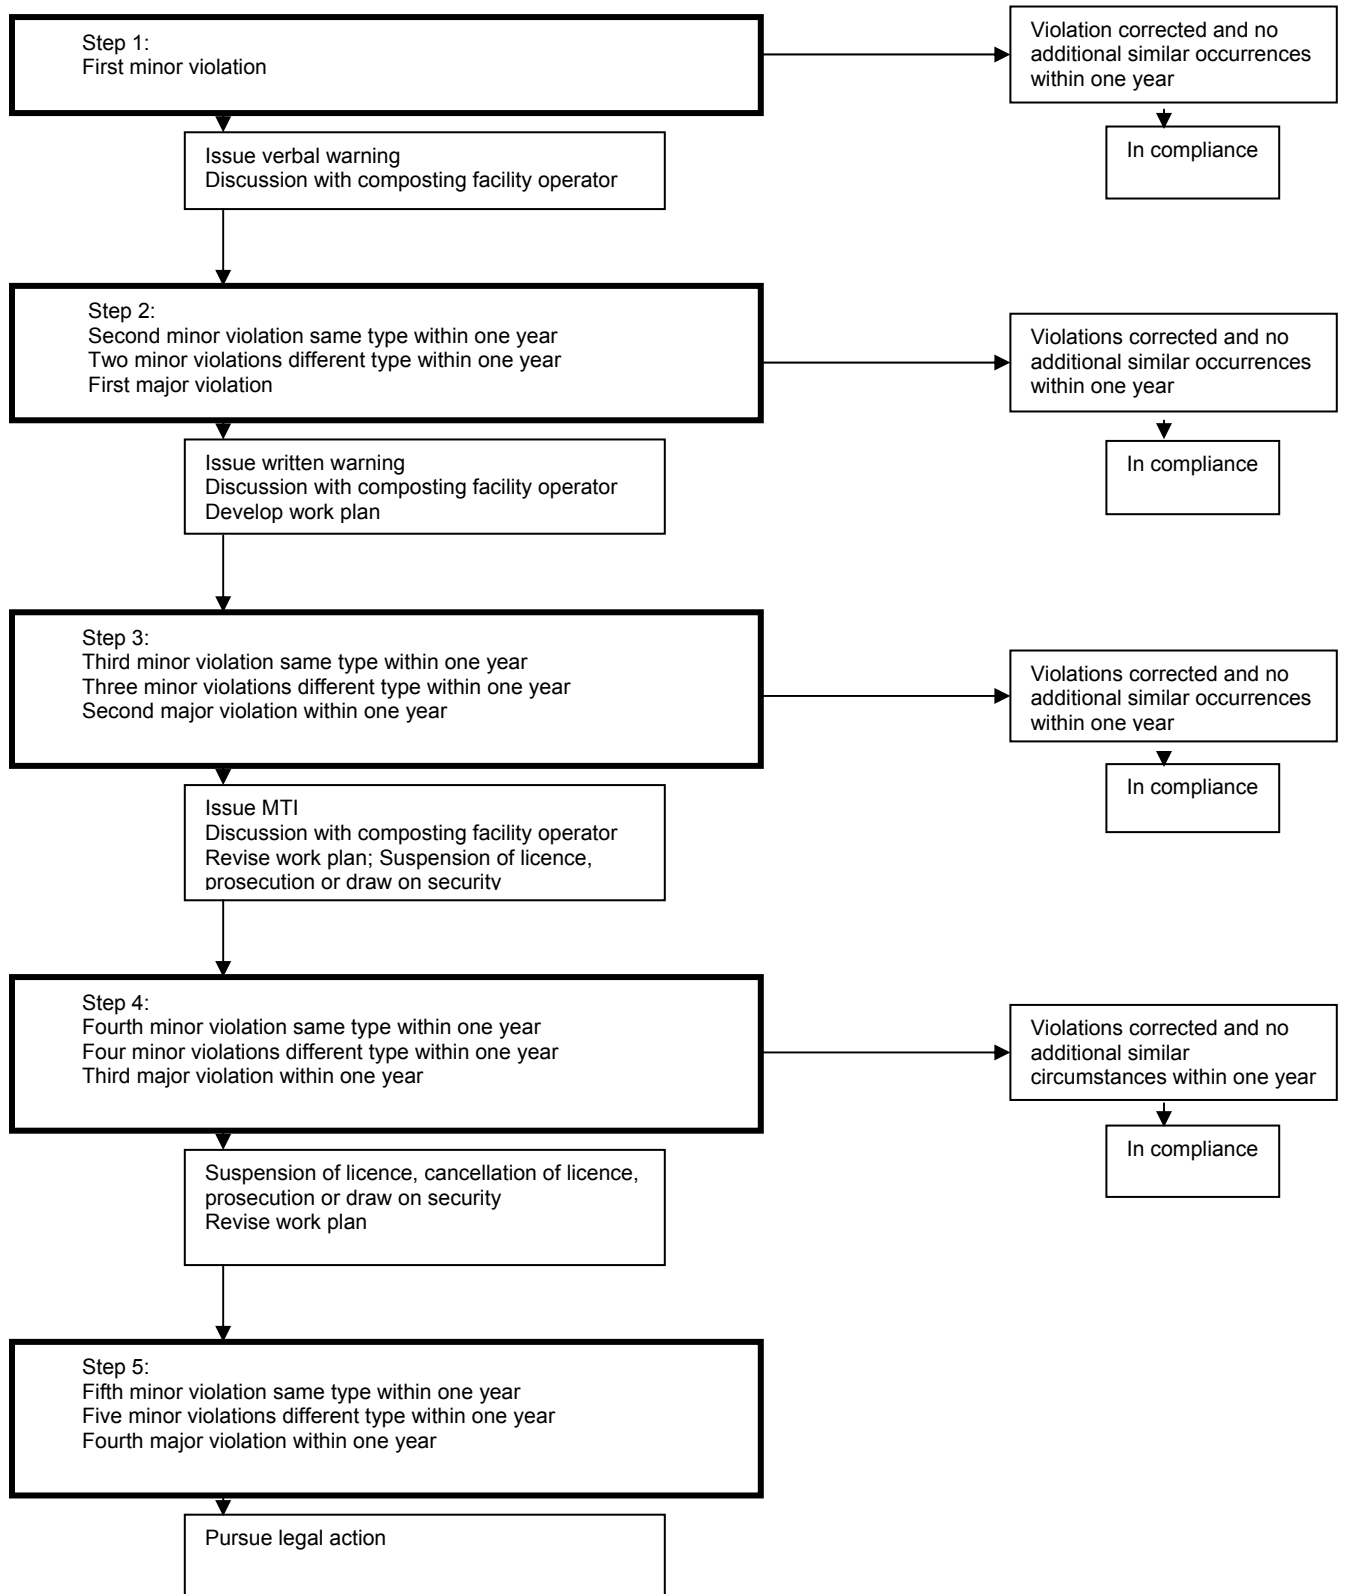 Step 1:
First minor violation
Violation corrected and no
additional similar occurrences
within one year
In compliance
Issue verbal warning
Discussion with composting facility operator
Step 2:
Second minor violation same type within one year
Two minor violations different type within one year
First major violation
Violations corrected and no
additional similar occurrences
within one year
In compliance
Issue written warning
Discussion with composting facility operator
Develop work plan
Step 3:
Third minor violation same type within one year
Three minor violations different type within one year
Second major violation within one year
Violations corrected and no
additional similar occurrences
within one year
In compliance
Issue MTI
Discussion with composting facility operator
Revise work plan; Suspension of licence,
prosecution or draw on security
Step 4:
Fourth minor violation same type within one year
Four minor violations different type within one year
Third major violation within one year
Violations corrected and no
additional similar
circumstances within one year
In compliance
Suspension of licence, cancellation of licence,
prosecution or draw on security
Revise work plan
Step 5:
Fifth minor violation same type within one year
Five minor violations different type within one year
Fourth major violation within one year
Pursue legal action